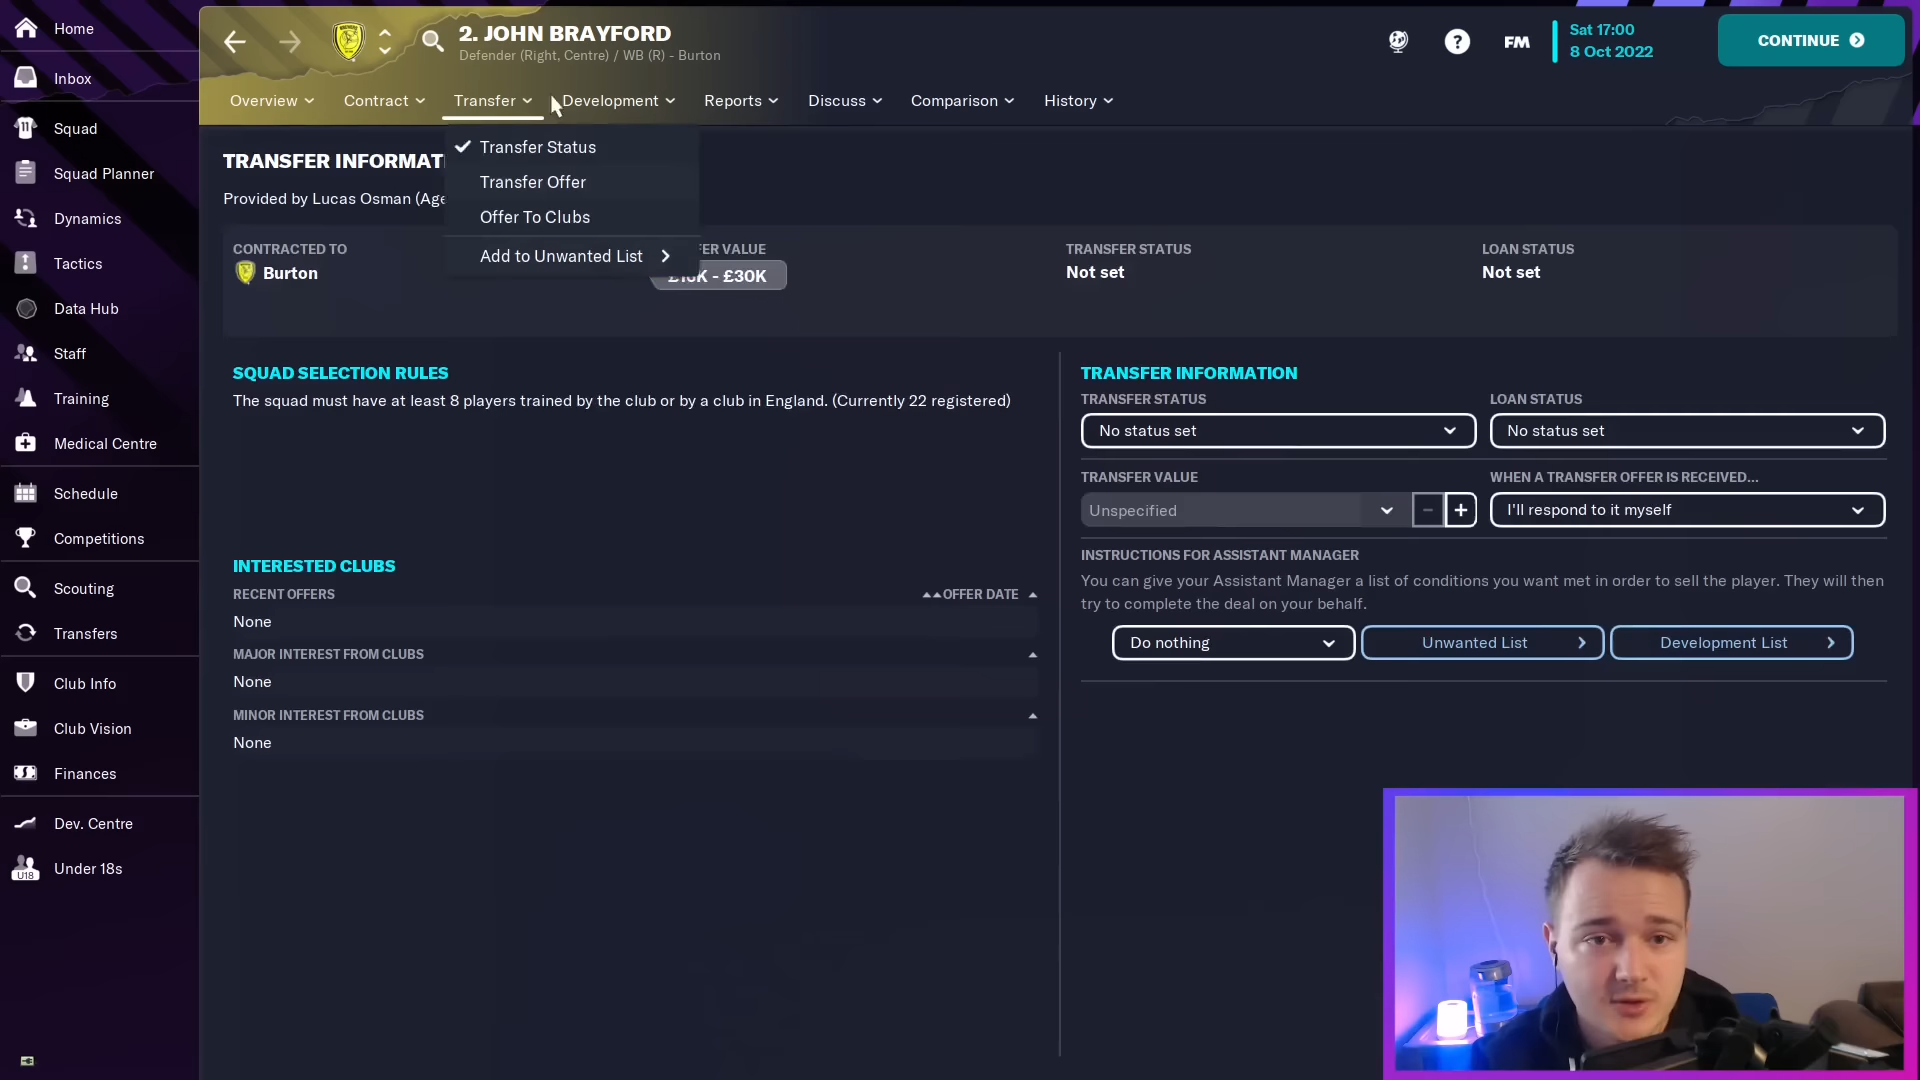 Home
Inbox
Squad
Squad Planner
Dynamics
Tactics
Data Hub
Staff
Training
Medical Centre
Schedule
Competitions
Scouting
Transfers
Club Info
Club Vision
Finances
Dev. Centre
U18 Under 18s
2. JOHN BRAYFORD
Defender (Right, Centre) / WB (R) - Burton
? FM
Sat 17:00
8 Oct 2022
CONTINUE
Overview Contract Transfer Development Reports Discuss Comparison History
Transfer Status
Transfer Offer
Offer To Clubs
Add to Unwanted List
TRANSFER INFORMAT
Provided by Lucas Osman (Age
CONTRACTED TO
Burton
FER VALUE
K - £30K
TRANSFER STATUS
Not set
LOAN STATUS
Not set
SQUAD SELECTION RULES
The squad must have at least 8 players trained by the club or by a club in England. (Currently 22 registered)
INTERESTED CLUBS
RECENT OFFERS OFFER DATE
None
MAJOR INTEREST FROM CLUBS
None
MINOR INTEREST FROM CLUBS
None
TRANSFER INFORMATION
TRANSFER STATUS LOAN STATUS
No status set No status set
TRANSFER VALUE WHEN A TRANSFER OFFER IS RECEIVED...
Unspecified - + I'll respond to it myself
INSTRUCTIONS FOR ASSISTANT MANAGER
You can give your Assistant Manager a list of conditions you want met in order to sell the player. They will then
try to complete the deal on your behalf.
Do nothing Unwanted List Development List